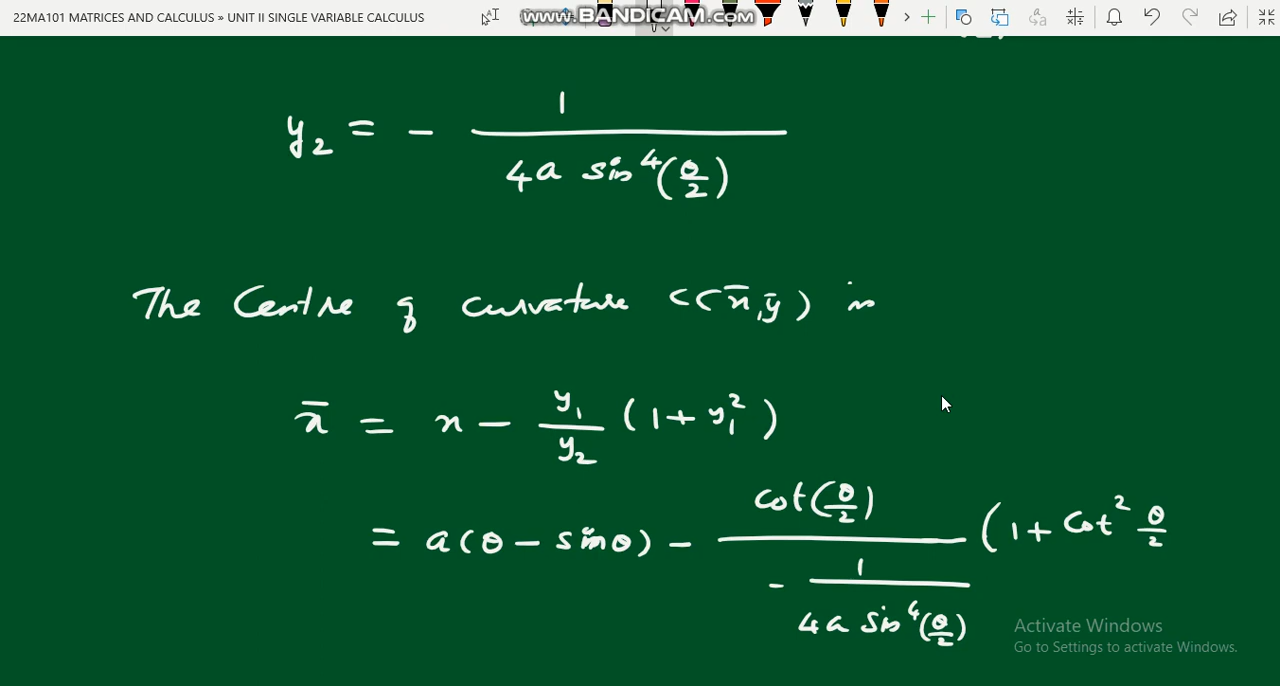 22MA101 MATRICES AND CALCULUS » UNIT II SINGLE VARIABLE CALCULUS
www.BANDICAM.com
y₂ = - 1 / (4a sin⁴(θ/2))
The Centre of curvature C(x̄, ȳ) is
x̄ = x - y₁/y₂ (1 + y₁²)
= a(θ - sinθ) - cot(θ/2) / (- 1 / (4a sin⁴(θ/2))) (1 + cot² θ/2
Activate Windows
Go to Settings to activate Windows.